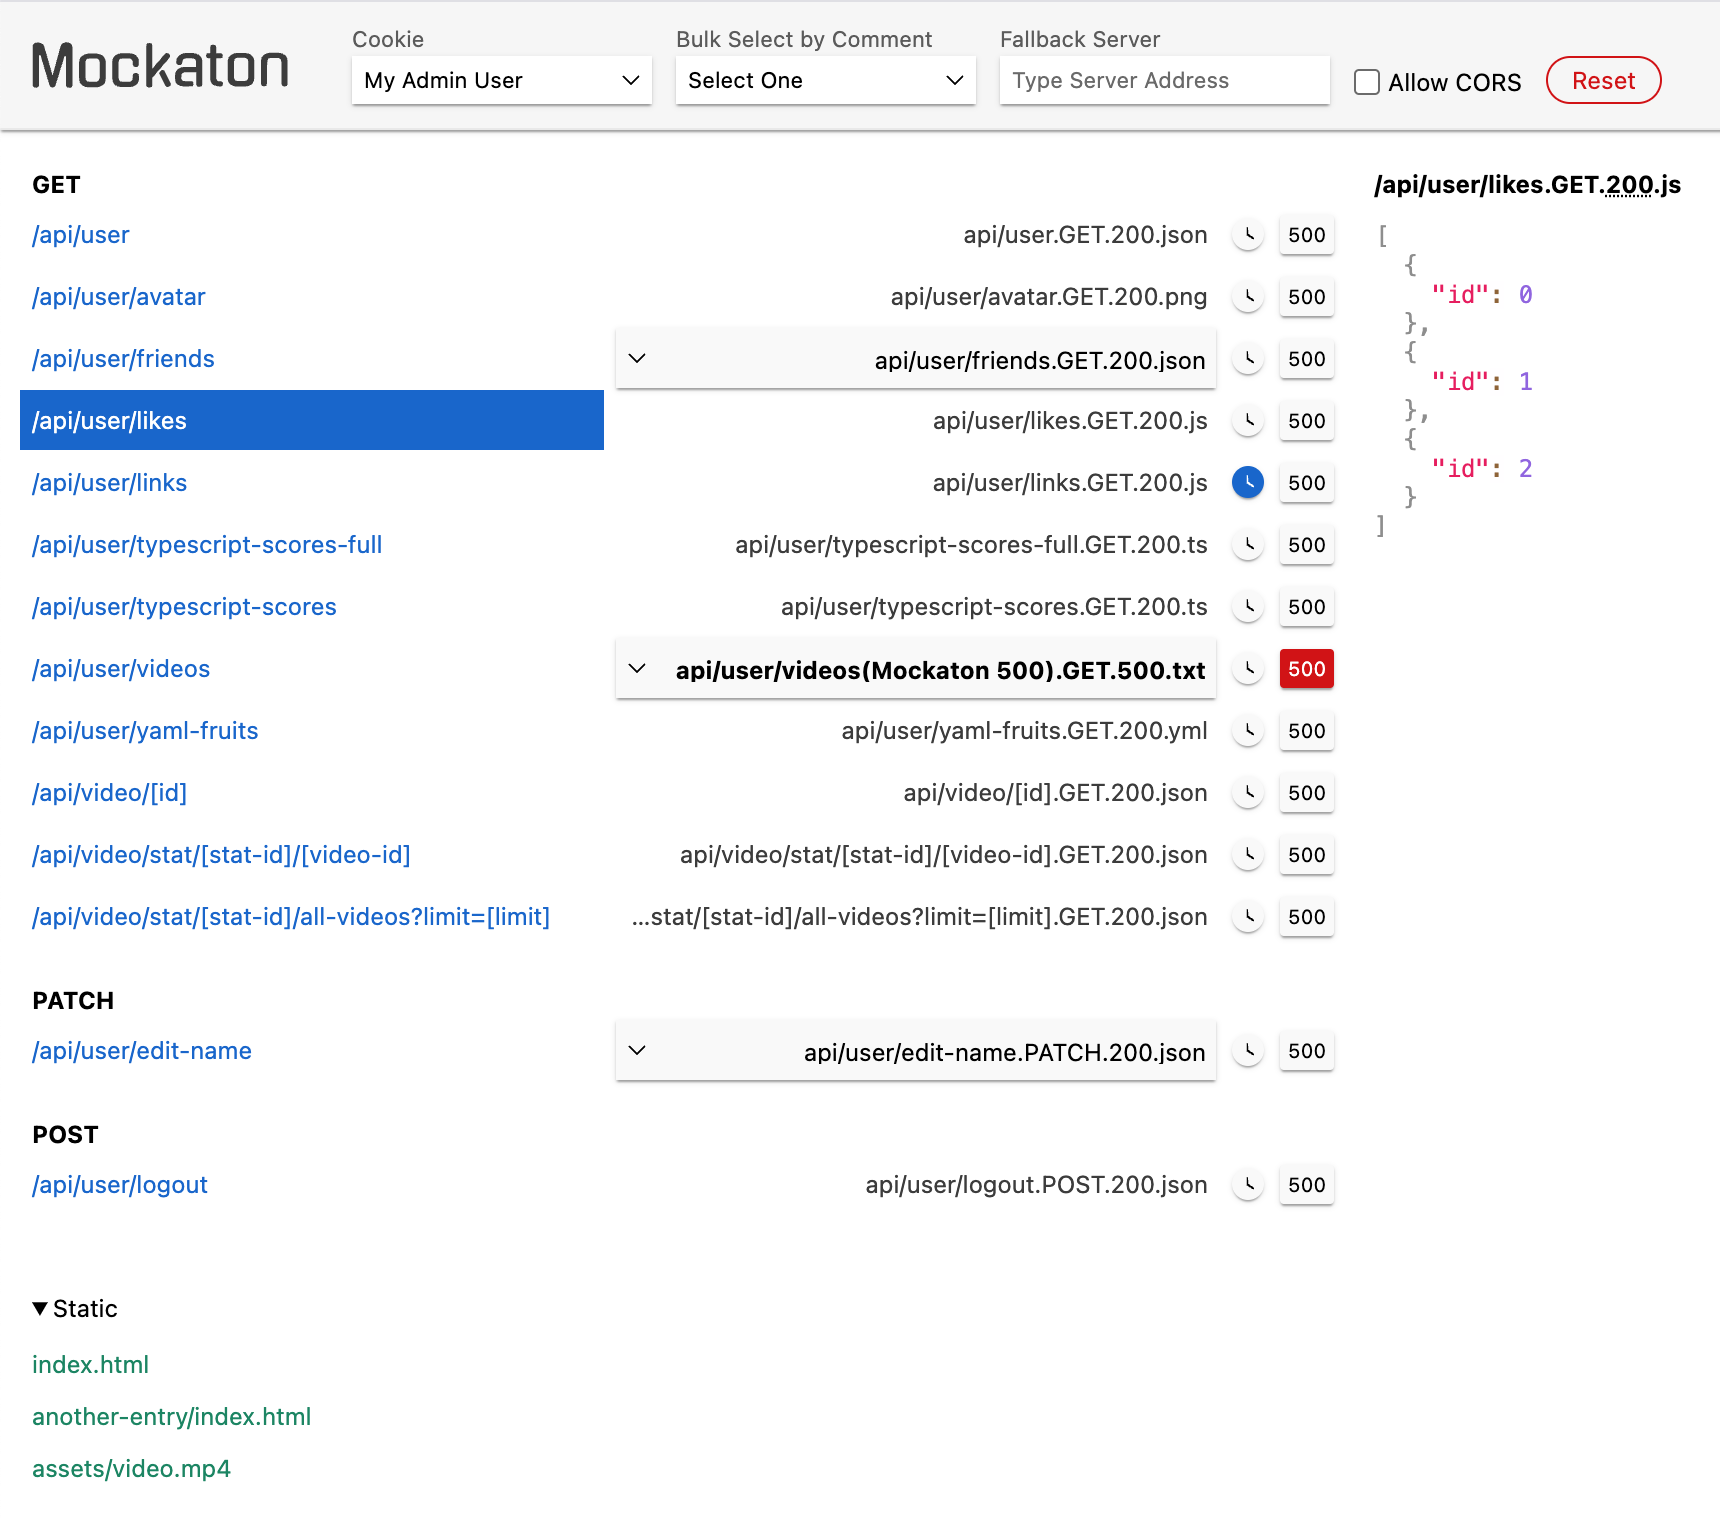 Mockaton
Cookie
My Admin User
Bulk Select by Comment
Select One
Fallback Server
Type Server Address
Allow CORS
Reset
GET
/api/user api/user.GET.200.json 500
/api/user/avatar api/user/avatar.GET.200.png 500
/api/user/friends api/user/friends.GET.200.json 500
/api/user/likes api/user/likes.GET.200.js 500
/api/user/links api/user/links.GET.200.js 500
/api/user/typescript-scores-full api/user/typescript-scores-full.GET.200.ts 500
/api/user/typescript-scores api/user/typescript-scores.GET.200.ts 500
/api/user/videos api/user/videos(Mockaton 500).GET.500.txt 500
/api/user/yaml-fruits api/user/yaml-fruits.GET.200.yml 500
/api/video/[id] api/video/[id].GET.200.json 500
/api/video/stat/[stat-id]/[video-id] api/video/stat/[stat-id]/[video-id].GET.200.json 500
/api/video/stat/[stat-id]/all-videos?limit=[limit] ...stat/[stat-id]/all-videos?limit=[limit].GET.200.json 500
PATCH
/api/user/edit-name api/user/edit-name.PATCH.200.json 500
POST
/api/user/logout api/user/logout.POST.200.json 500
▼ Static
index.html
another-entry/index.html
assets/video.mp4
/api/user/likes.GET.200.js
[
{
"id": 0
},
{
"id": 1
},
{
"id": 2
}
]